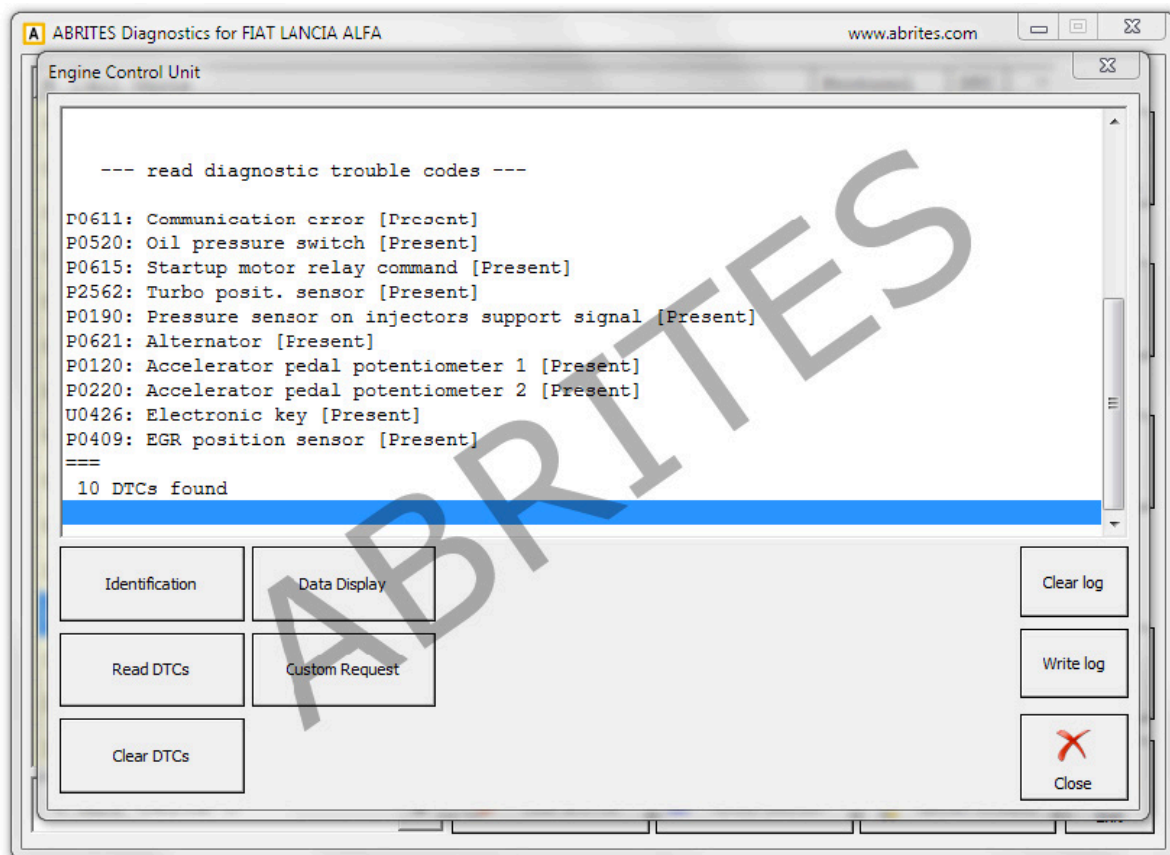 ABRITES Diagnostics for FIAT LANCIA ALFA www.abrites.com
Engine Control Unit
--- read diagnostic trouble codes ---
P0611: Communication error [Present]
P0520: Oil pressure switch [Present]
P0615: Startup motor relay command [Present]
P2562: Turbo posit. sensor [Present]
P0190: Pressure sensor on injectors support signal [Present]
P0621: Alternator [Present]
P0120: Accelerator pedal potentiometer 1 [Present]
P0220: Accelerator pedal potentiometer 2 [Present]
U0426: Electronic key [Present]
P0409: EGR position sensor [Present]
===
10 DTCs found
ABRITES
Identification Data Display Clear log
Read DTCs Custom Request Write log
Clear DTCs Close